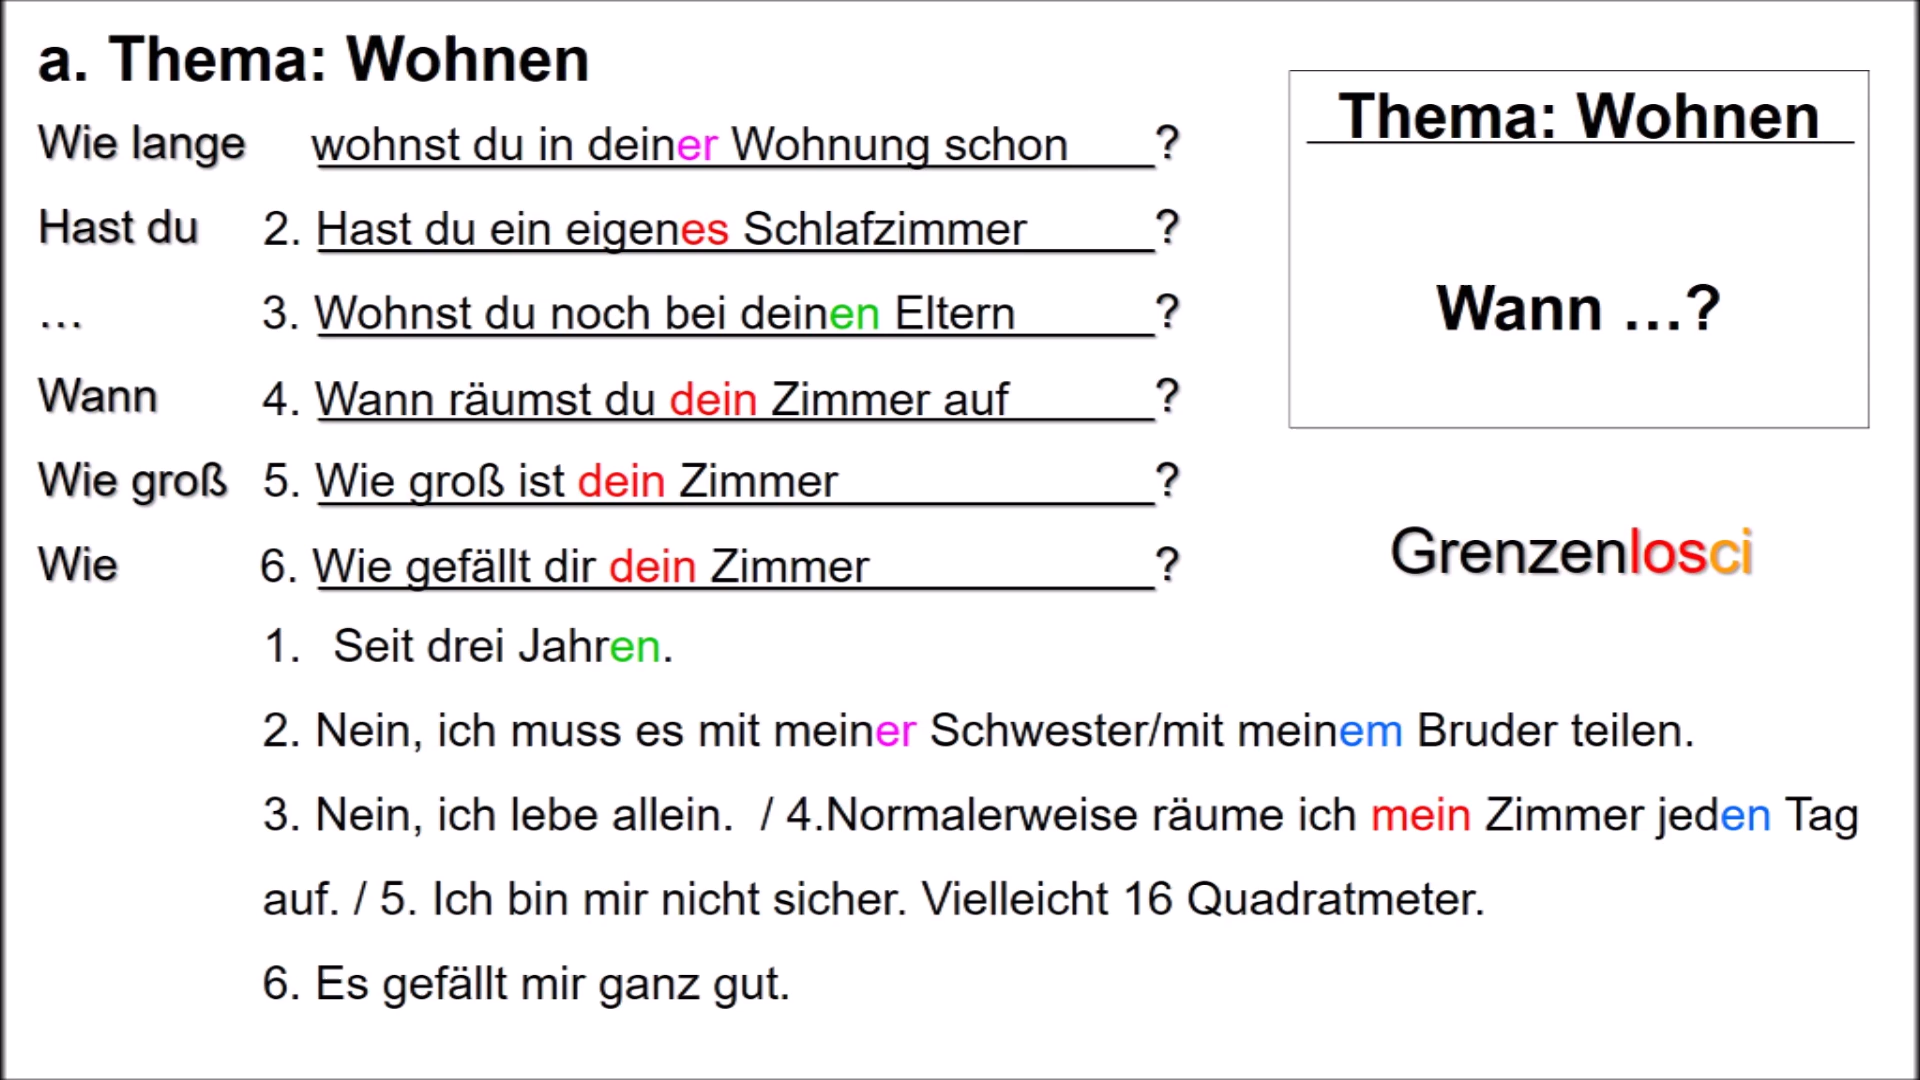 a. Thema: Wohnen
Wie lange wohnst du in deiner Wohnung schon ?
Hast du 2. Hast du ein eigenes Schlafzimmer ?
… 3. Wohnst du noch bei deinen Eltern ?
Wann 4. Wann räumst du dein Zimmer auf ?
Wie groß 5. Wie groß ist dein Zimmer ?
Wie 6. Wie gefällt dir dein Zimmer ?
1. Seit drei Jahren.
2. Nein, ich muss es mit meiner Schwester/mit meinem Bruder teilen.
3. Nein, ich lebe allein. / 4.Normalerweise räume ich mein Zimmer jeden Tag
auf. / 5. Ich bin mir nicht sicher. Vielleicht 16 Quadratmeter.
6. Es gefällt mir ganz gut.
Thema: Wohnen
Wann …?
Grenzenlosci